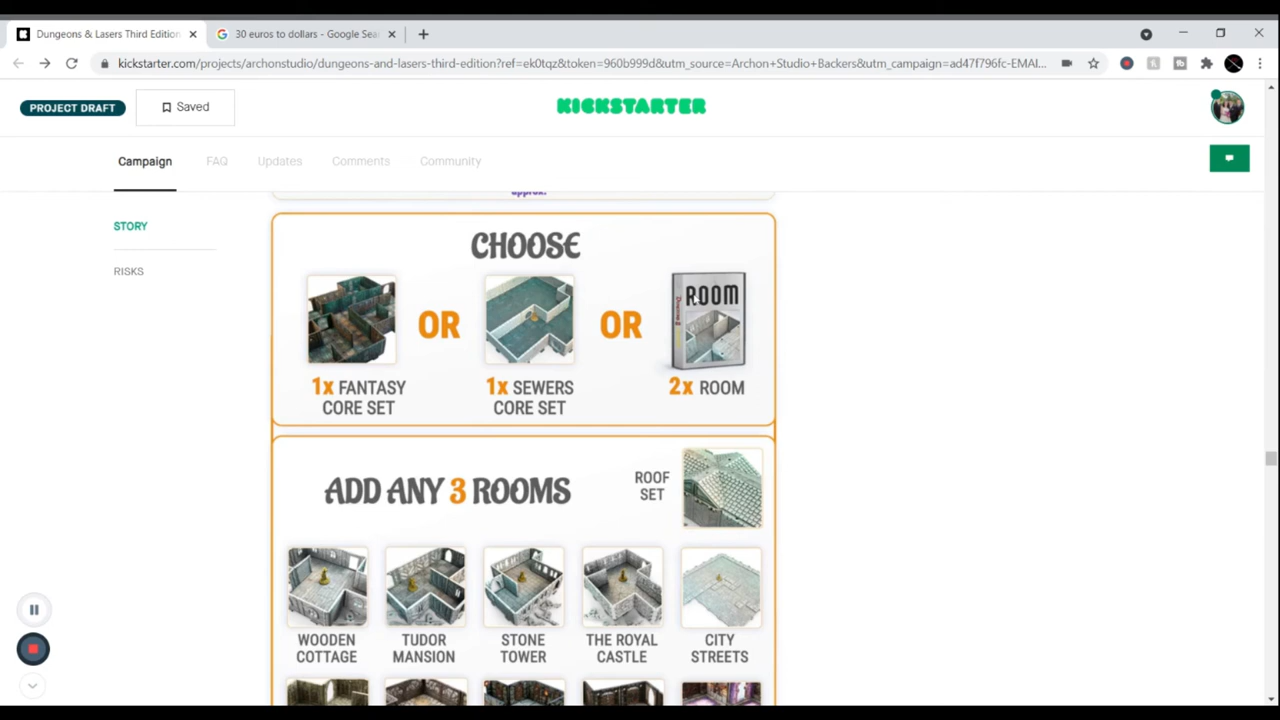 Dungeons & Lasers Third Edition
30 euros to dollars - Google Sea
kickstarter.com/projects/archonstudio/dungeons-and-lasers-third-edition?ref=ek0tqz&token=960b999d&utm_source=Archon+Studio+Backers&utm_campaign=ad47f796fc-EMAI...
PROJECT DRAFT
Saved
KICKSTARTER
Campaign
FAQ
Updates
Comments
Community
STORY
RISKS
approx.
CHOOSE
ROOM
OR
OR
1x FANTASY
CORE SET
1x SEWERS
CORE SET
2x ROOM
ADD ANY 3 ROOMS
ROOF
SET
WOODEN
COTTAGE
TUDOR
MANSION
STONE
TOWER
THE ROYAL
CASTLE
CITY
STREETS